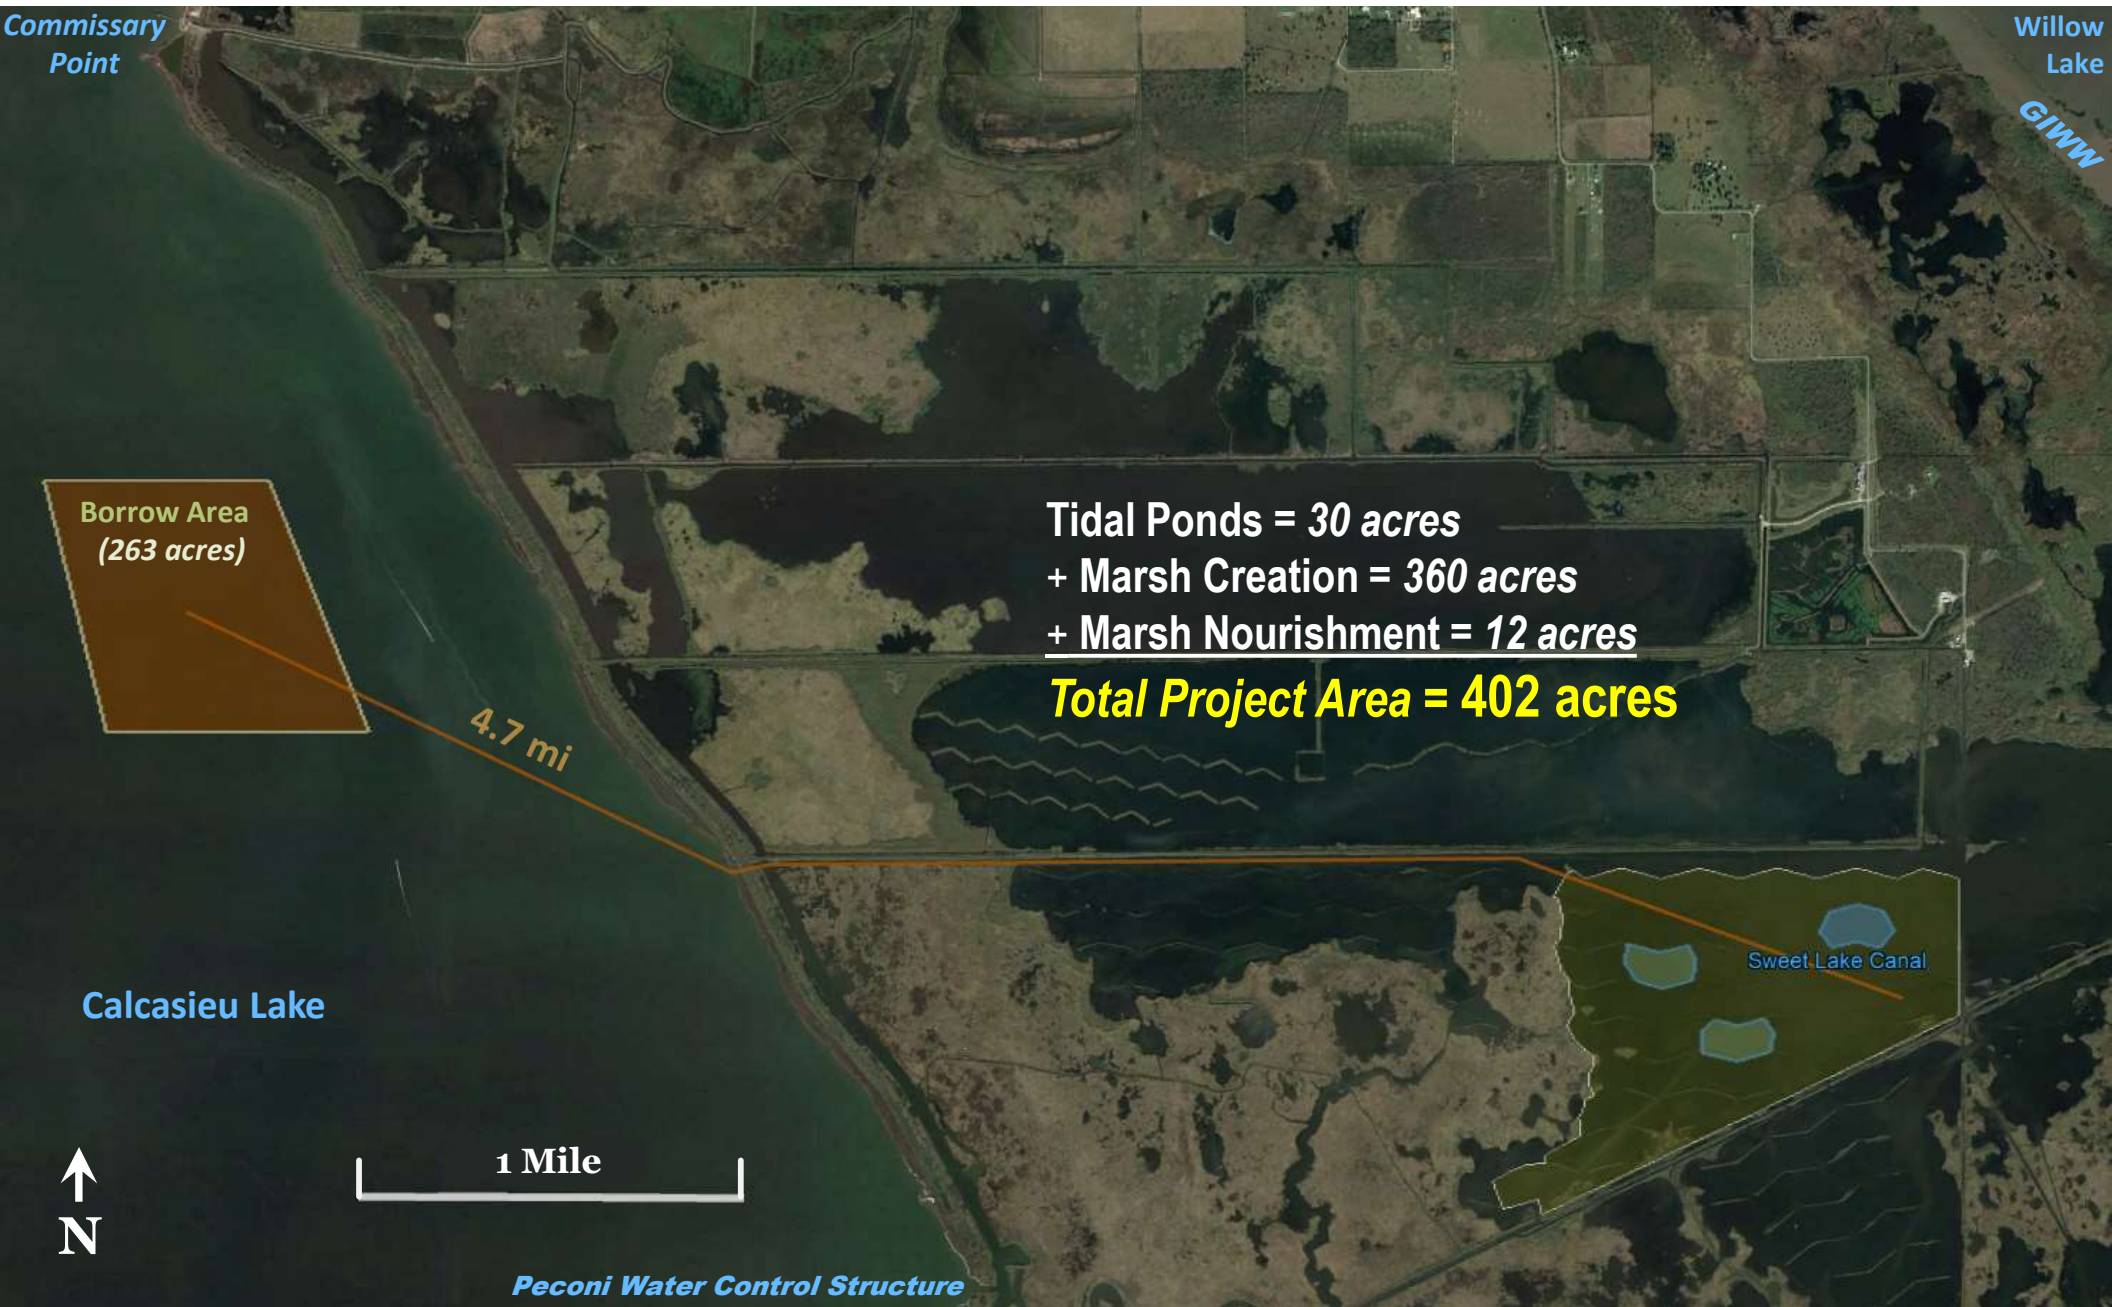 Commissary
Point
Willow
Lake
GIWW
Borrow Area
(263 acres)
Tidal Ponds = 30 acres
+ Marsh Creation = 360 acres
+ Marsh Nourishment = 12 acres
Total Project Area = 402 acres
4.7 mi
Sweet Lake Canal
Calcasieu Lake
1 Mile
N
Peconi Water Control Structure